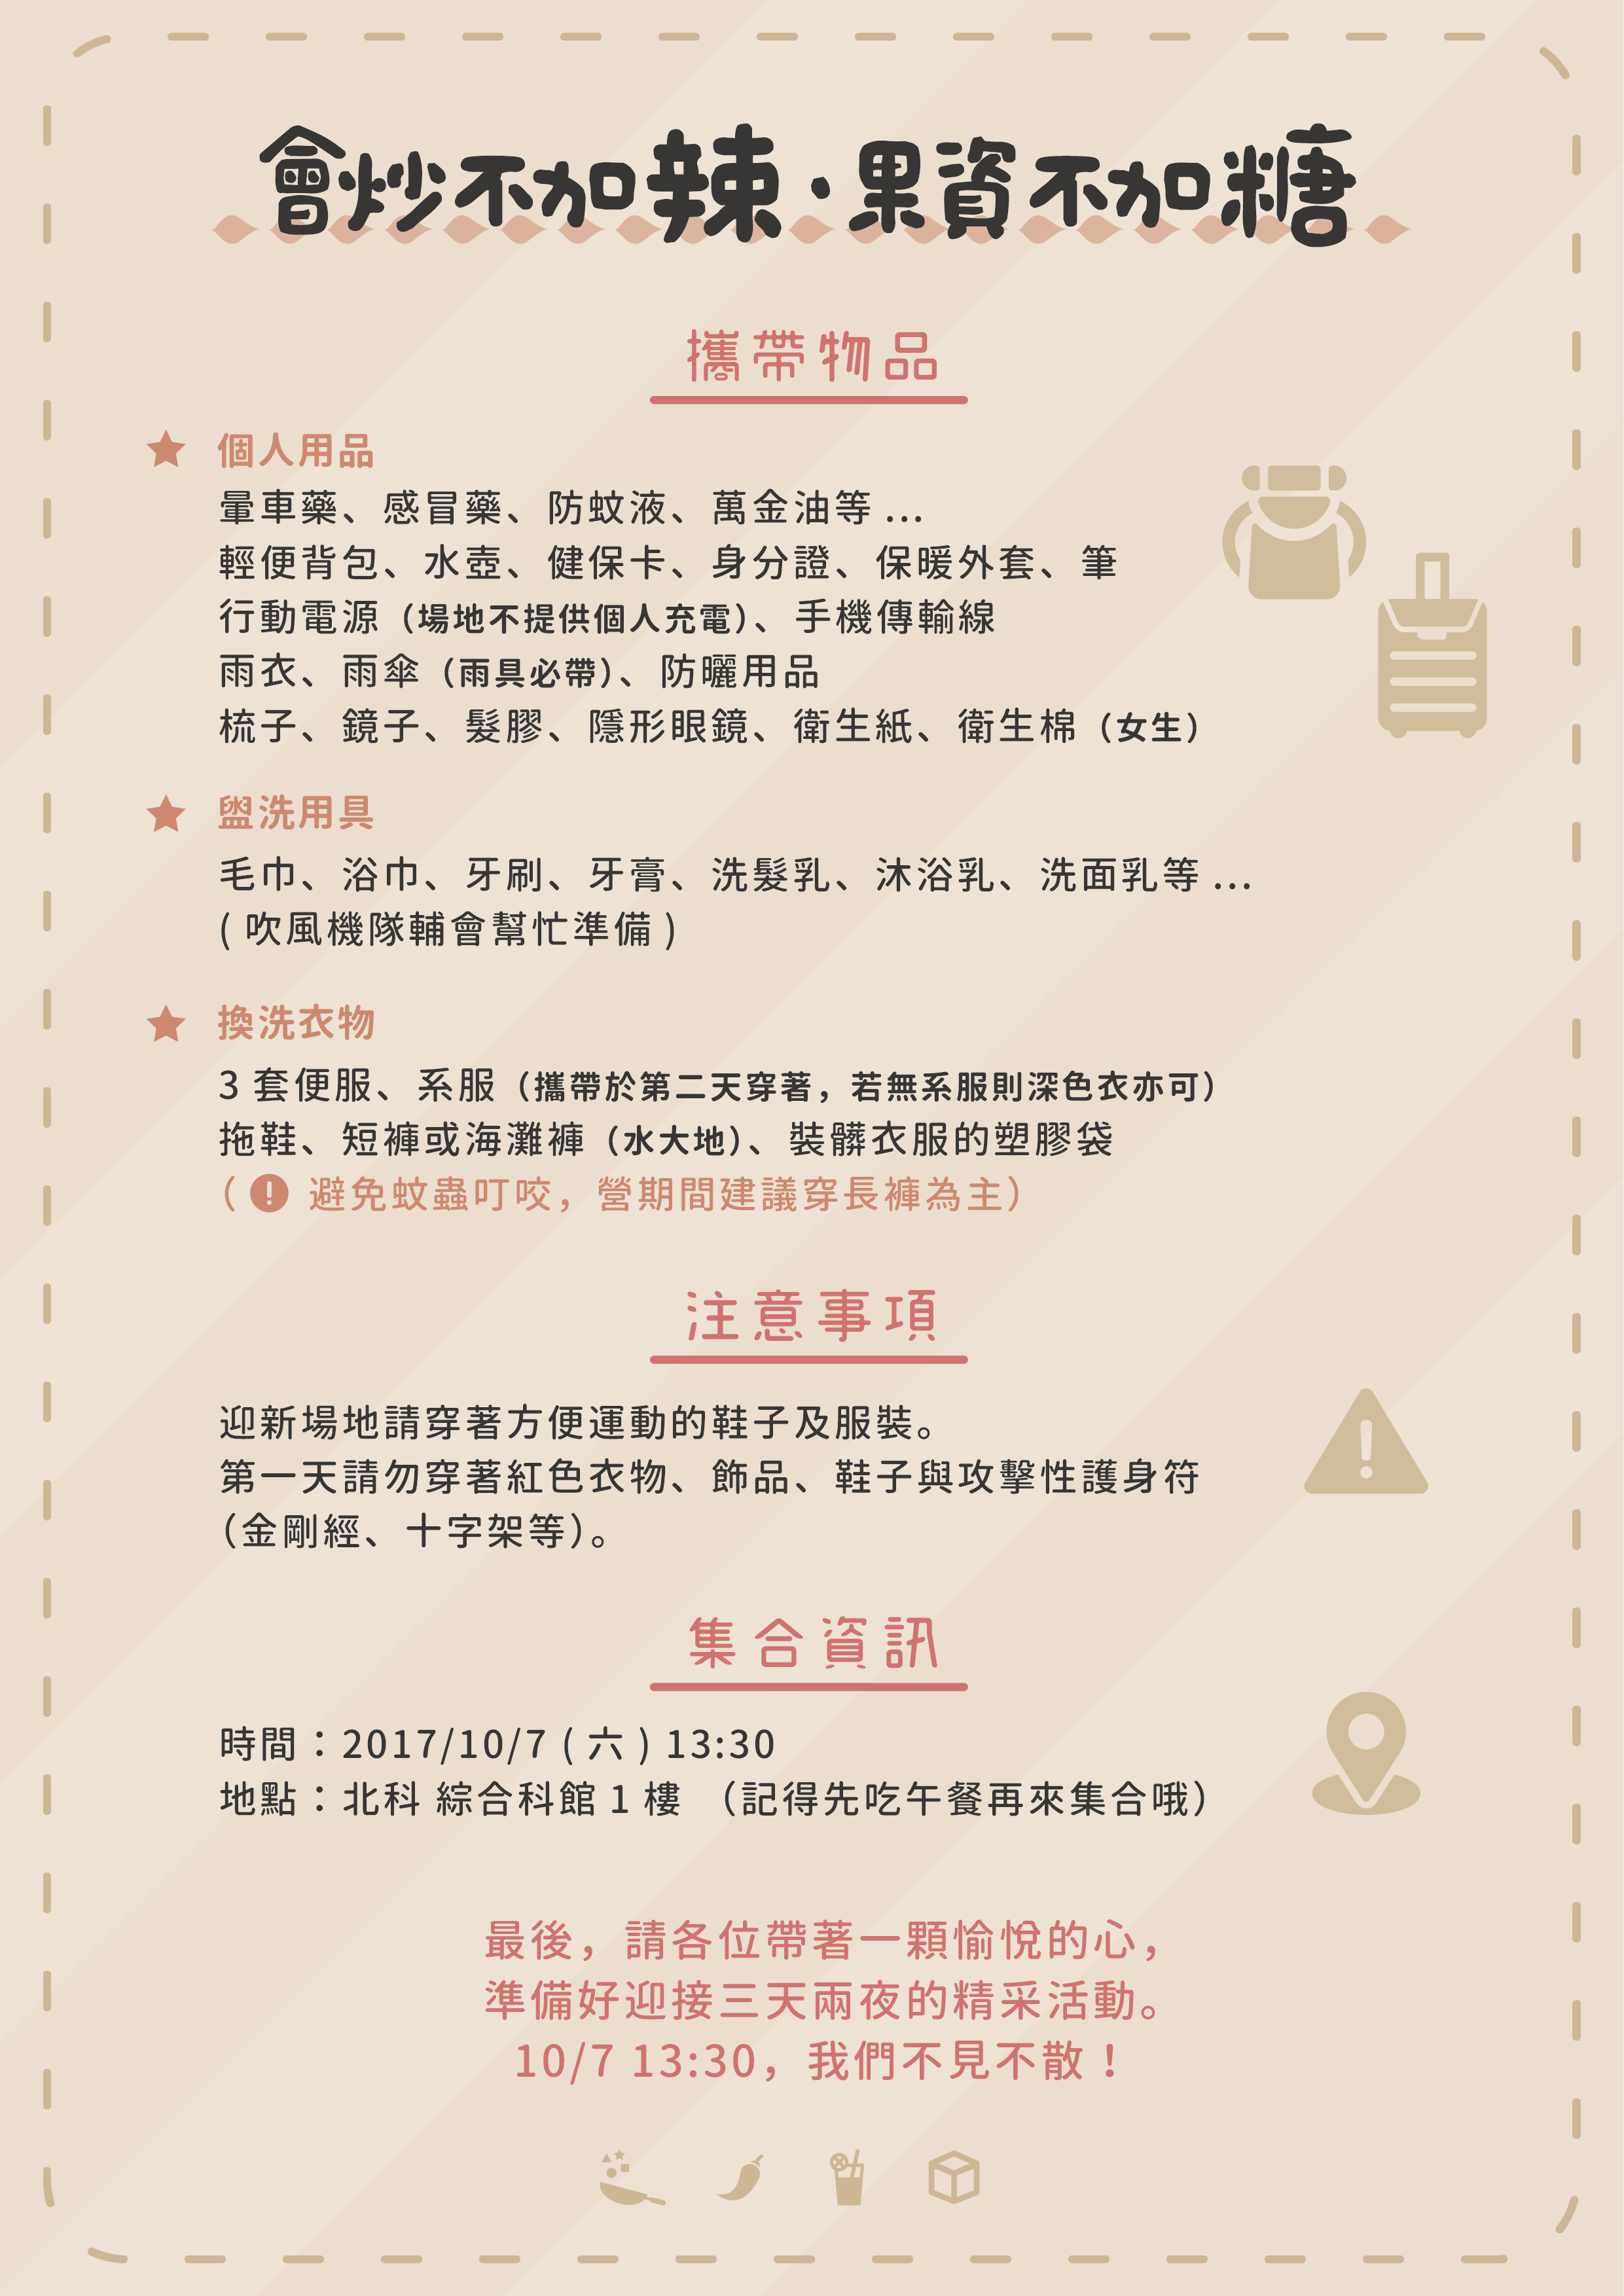 會炒不加辣·果資不加糖
攜帶物品
個人用品
暈車藥、感冒藥、防蚊液、萬金油等 ...
輕便背包、水壺、健保卡、身分證、保暖外套、筆
行動電源（場地不提供個人充電）、手機傳輸線
雨衣、雨傘（雨具必帶）、防曬用品
梳子、鏡子、髮膠、隱形眼鏡、衛生紙、衛生棉（女生）
盥洗用具
毛巾、浴巾、牙刷、牙膏、洗髮乳、沐浴乳、洗面乳等 ...
( 吹風機隊輔會幫忙準備 )
換洗衣物
3 套便服、系服（攜帶於第二天穿著，若無系服則深色衣亦可）
拖鞋、短褲或海灘褲（水大地）、裝髒衣服的塑膠袋
（! 避免蚊蟲叮咬，營期間建議穿長褲為主）
注意事項
迎新場地請穿著方便運動的鞋子及服裝。
第一天請勿穿著紅色衣物、飾品、鞋子與攻擊性護身符
（金剛經、十字架等）。
集合資訊
時間：2017/10/7 ( 六 ) 13:30
地點：北科 綜合科館 1 樓 （記得先吃午餐再來集合哦）
最後，請各位帶著一顆愉悅的心，
準備好迎接三天兩夜的精采活動。
10/7 13:30，我們不見不散！